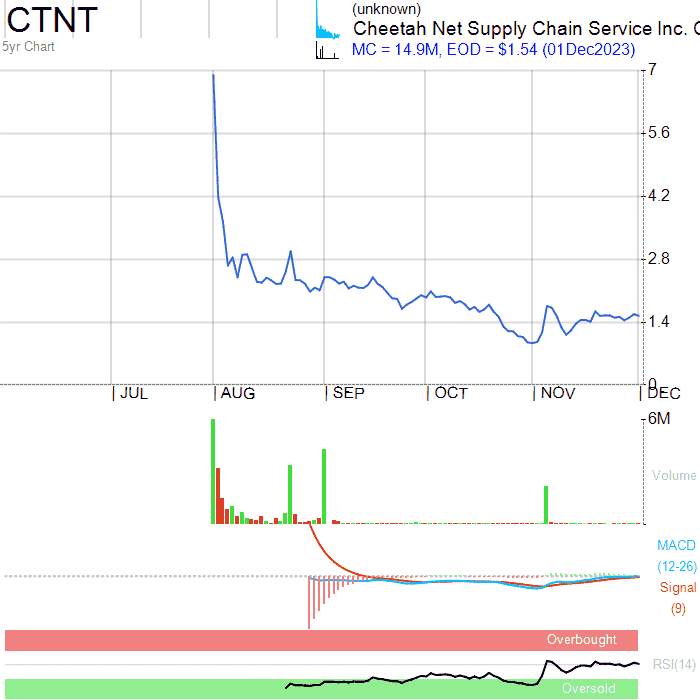 CTNT
5yr Chart
(unknown)
Cheetah Net Supply Chain Service Inc. C
MC = 14.9M, EOD = $1.54 (01Dec2023)
7
5.6
4.2
2.8
1.4
0
JUL AUG SEP OCT NOV DEC
6M
Volume
MACD
(12-26)
Signal
(9)
Overbought
RSI(14)
Oversold